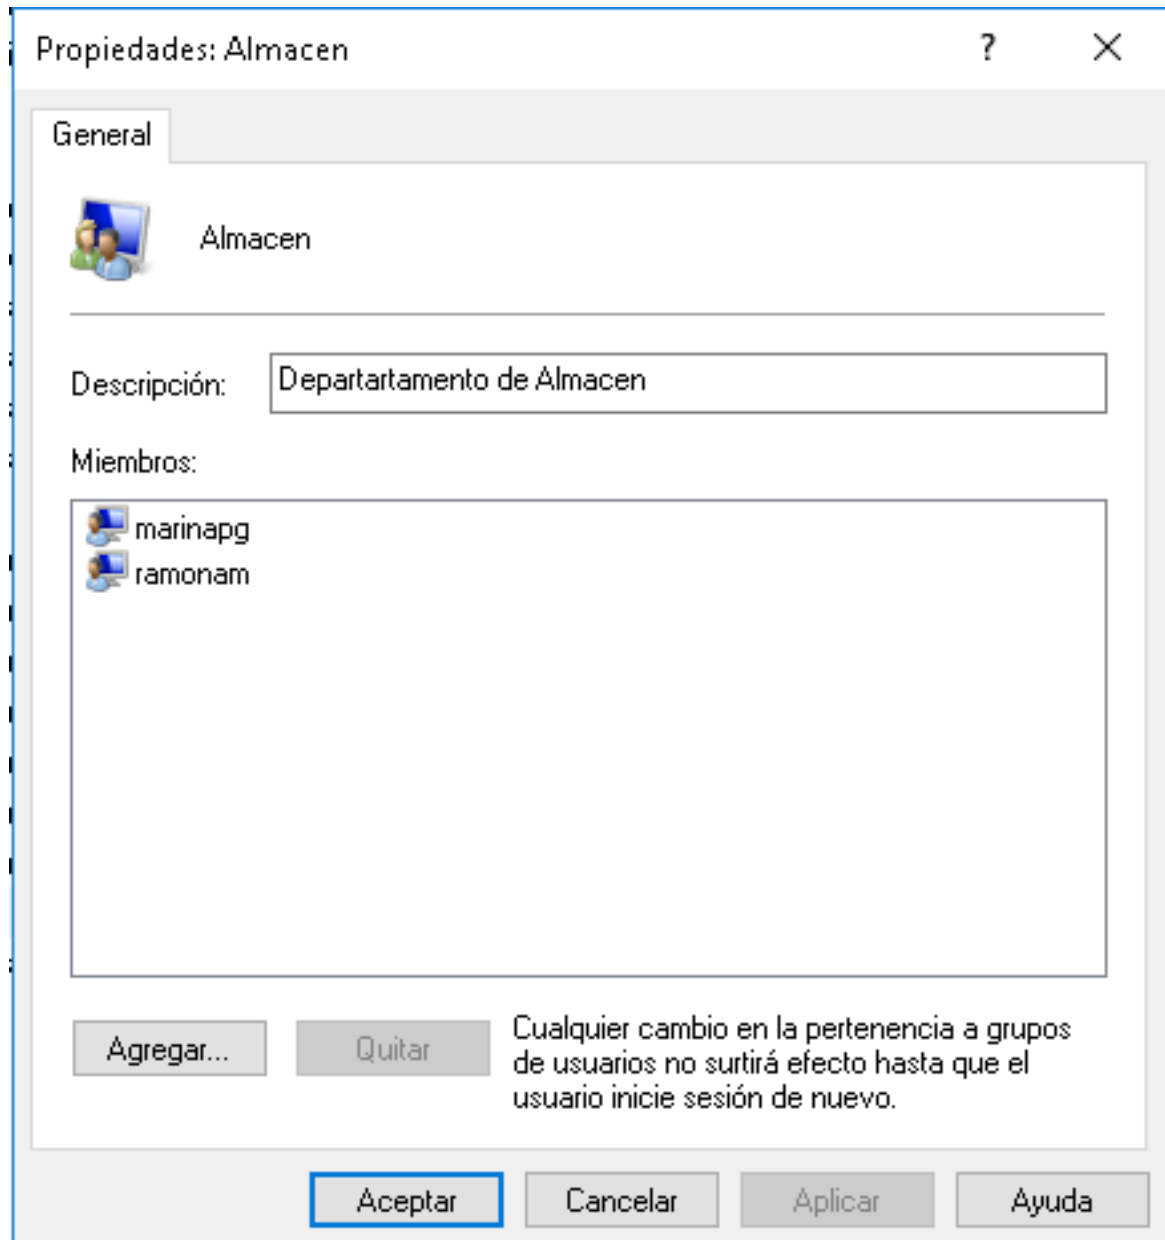 Propiedades: Almacen
?
General
Almacen
Descripción:
Departartamento de Almacen
Miembros:
marinapg
ramonam
Agregar...
Quitar
Cualquier cambio en la pertenencia a grupos
de usuarios no surtirá efecto hasta que el
usuario inicie sesión de nuevo.
Aceptar
Cancelar
Aplicar
Ayuda